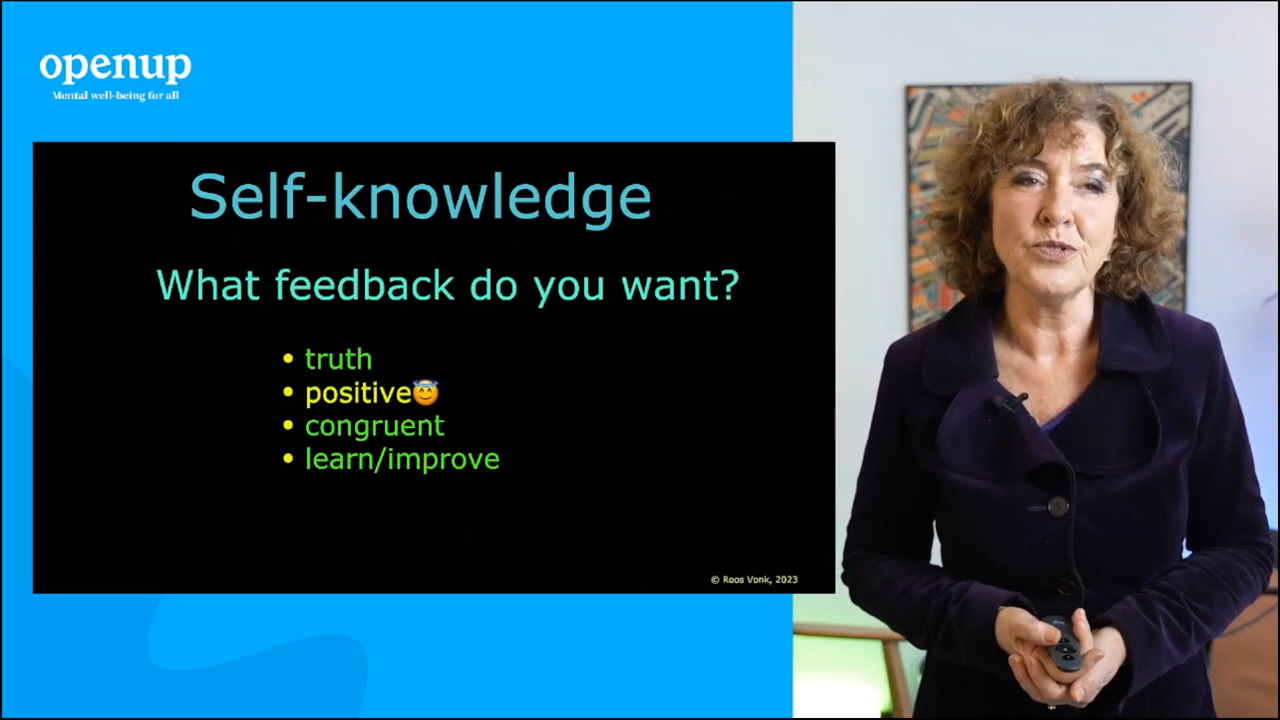 openup
Mental well-being for all
Self-knowledge
What feedback do you want?
• truth
• positive😇
• congruent
• learn/improve
© Roos Vonk, 2023